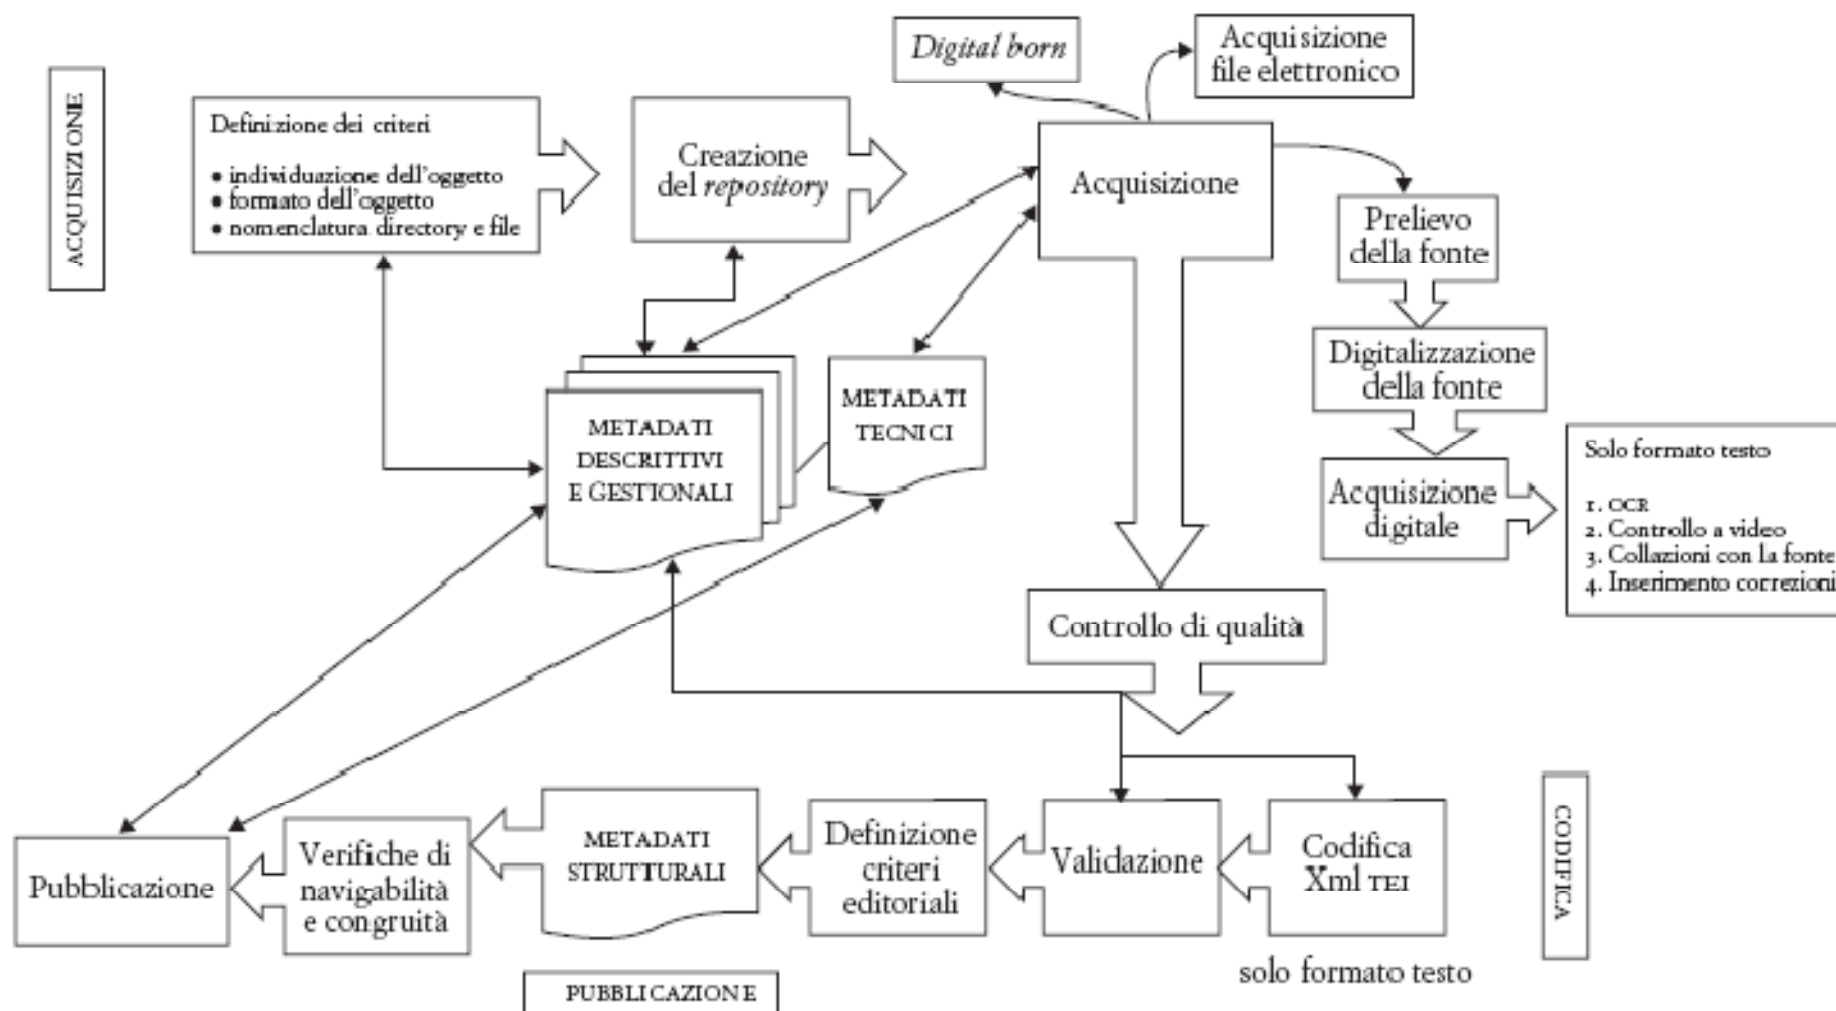 ACQUISIZIONE
Definizione dei criteri
• individuazione dell'oggetto
• formato dell'oggetto
• nomenclatura directory e file
Creazione
del repository
Digital born
Acquisizione
file elettronico
Acquisizione
Prelievo
della fonte
Digitalizzazione
della fonte
Acquisizione
digitale
Solo formato testo
1. OCR
2. Controllo a video
3. Collazioni con la fonte
4. Inserimento correzioni
METADATI
DESCRITTIVI
E GESTIONALI
METADATI
TECNICI
Controllo di qualità
CODIFICA
Codifica
Xml TEI
solo formato testo
Validazione
Definizione
criteri
editoriali
METADATI
STRUTTURALI
Verifiche di
navigabilità
e congruità
Pubblicazione
PUBBLICAZIONE